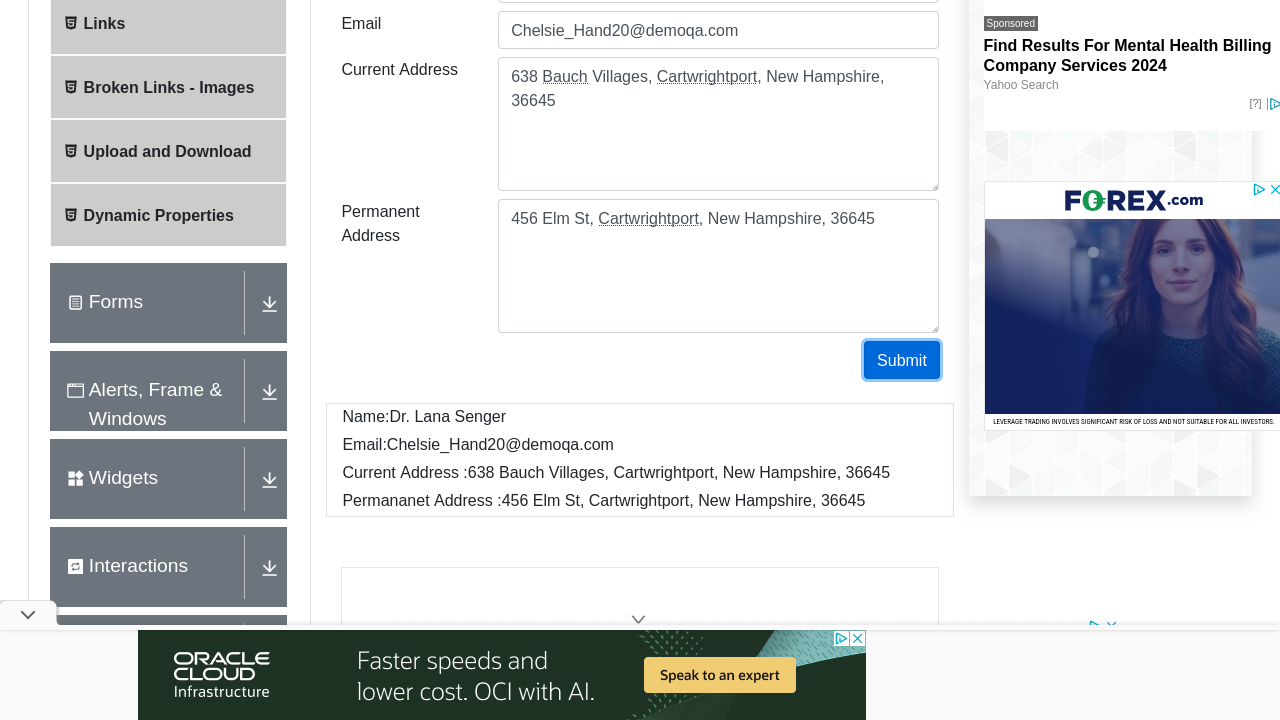 Links
Broken Links - Images
Upload and Download
Dynamic Properties
Forms
Alerts, Frame &
Windows
Widgets
Interactions
Email
Chelsie_Hand20@demoqa.com
Current Address
638 Bauch Villages, Cartwrightport, New Hampshire,
36645
Permanent
Address
456 Elm St, Cartwrightport, New Hampshire, 36645
Submit
Name:Dr. Lana Senger
Email:Chelsie_Hand20@demoqa.com
Current Address :638 Bauch Villages, Cartwrightport, New Hampshire, 36645
Permananet Address :456 Elm St, Cartwrightport, New Hampshire, 36645
Sponsored
Find Results For Mental Health Billing
Company Services 2024
Yahoo Search
[?]
FOREX.com
LEVERAGE TRADING INVOLVES SIGNIFICANT RISK OF LOSS AND NOT SUITABLE FOR ALL INVESTORS.
ORACLE
CLOUD
Infrastructure
Faster speeds and
lower cost. OCI with AI.
Speak to an expert